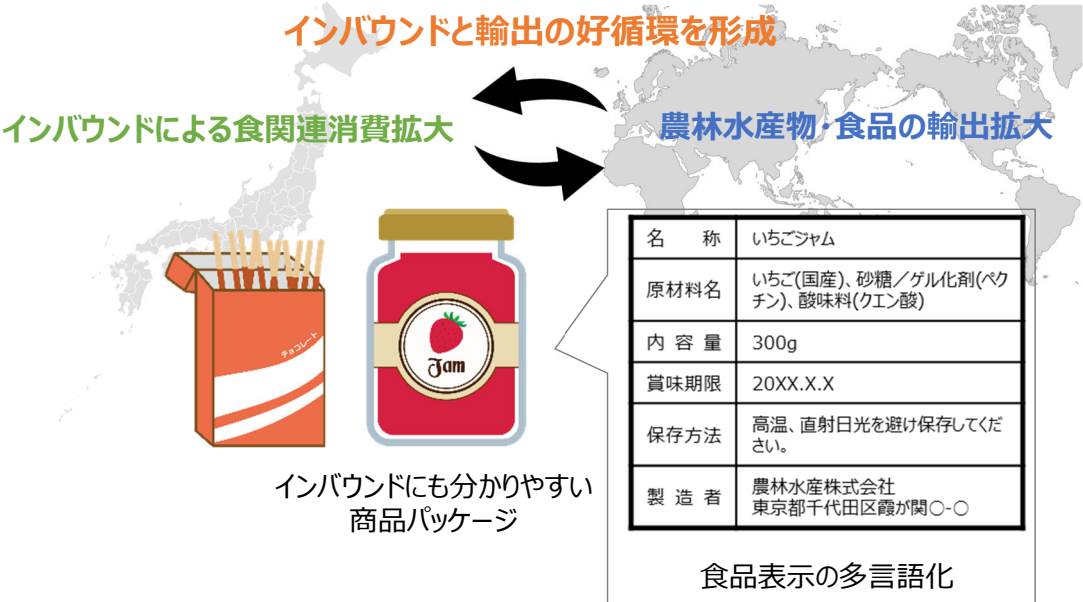 インバウンドと輸出の好循環を形成
インバウンドによる食関連消費拡大
農林水産物・食品の輸出拡大
チョコレート
Jam
インバウンドにも分かりやすい
商品パッケージ
名 称 いちごジャム
原材料名 いちご(国産)、砂糖／ゲル化剤(ペク
チン)、酸味料(クエン酸)
内 容 量 300g
賞味期限 20XX.X.X
保存方法 高温、直射日光を避け保存してくだ
さい。
製 造 者 農林水産株式会社
東京都千代田区霞が関○-○
食品表示の多言語化